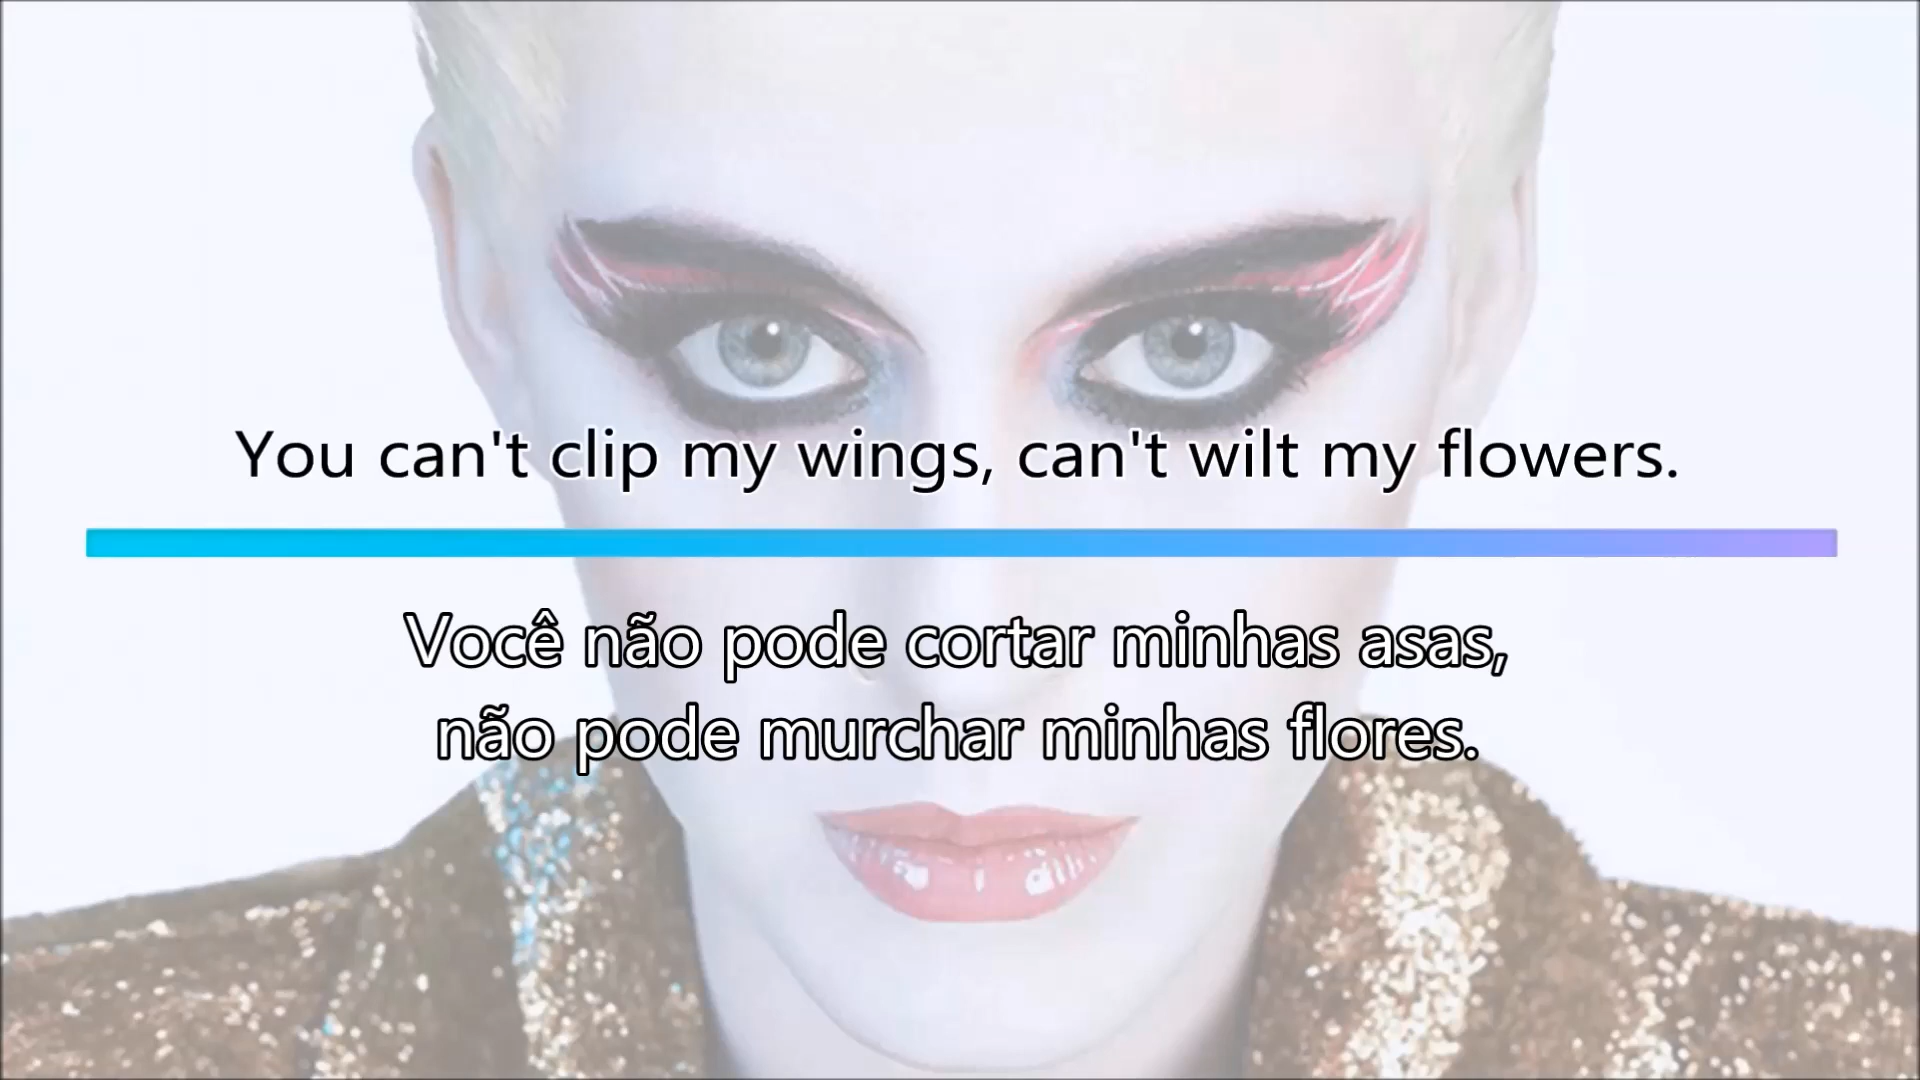 You can't clip my wings, can't wilt my flowers.
Você não pode cortar minhas asas,
não pode murchar minhas flores.